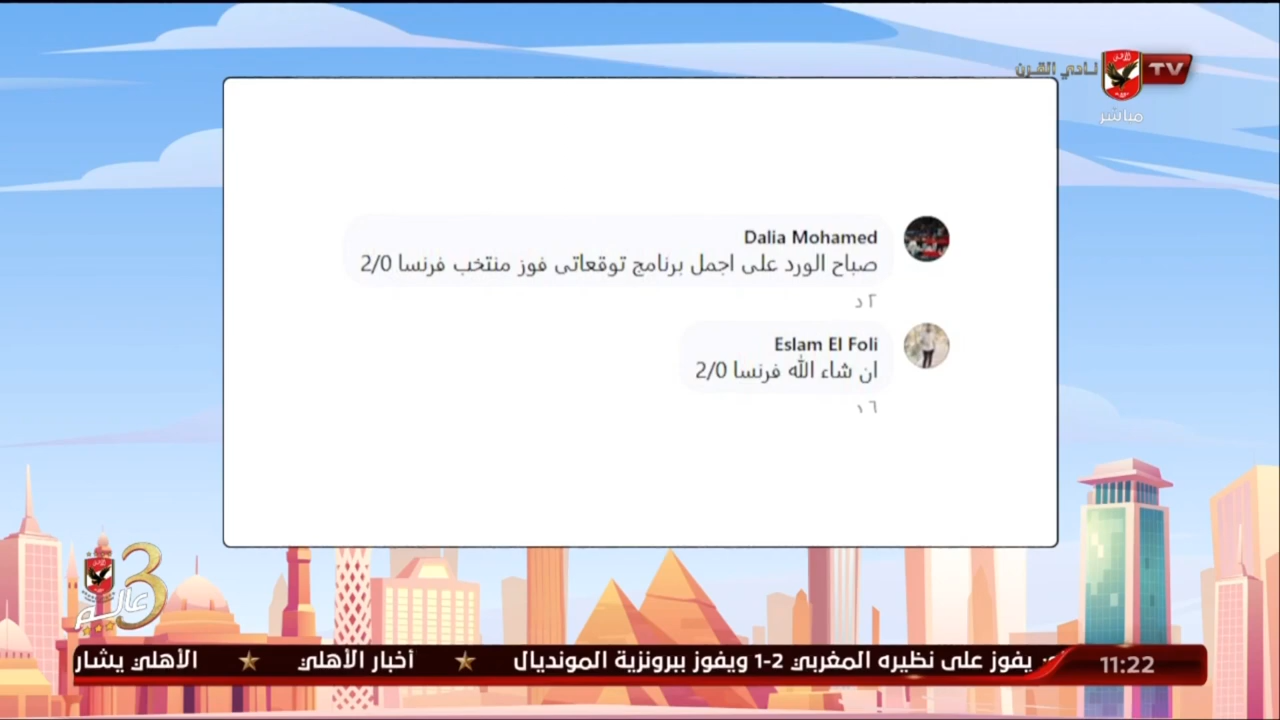 نادي القرن
TV
مباشر
Dalia Mohamed
صباح الورد على اجمل برنامج توقعاتى فوز منتخب فرنسا 2/0
٢ د
Eslam El Foli
ان شاء الله فرنسا 2/0
٦ د
3
عالم
11:22
يفوز على نظيره المغربي 2-1 ويفوز ببرونزية المونديال ★ أخبار الأهلي ★ الأهلي يشار